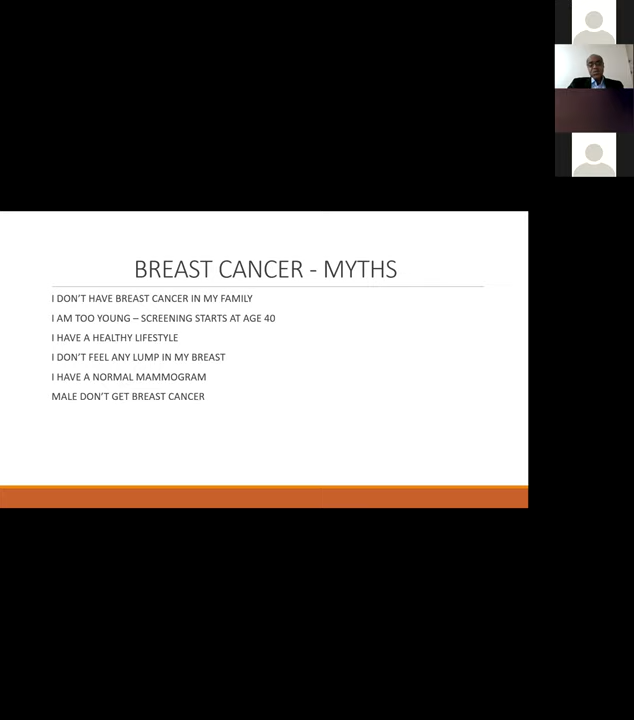 BREAST CANCER - MYTHS
I DON'T HAVE BREAST CANCER IN MY FAMILY
I AM TOO YOUNG – SCREENING STARTS AT AGE 40
I HAVE A HEALTHY LIFESTYLE
I DON'T FEEL ANY LUMP IN MY BREAST
I HAVE A NORMAL MAMMOGRAM
MALE DON'T GET BREAST CANCER